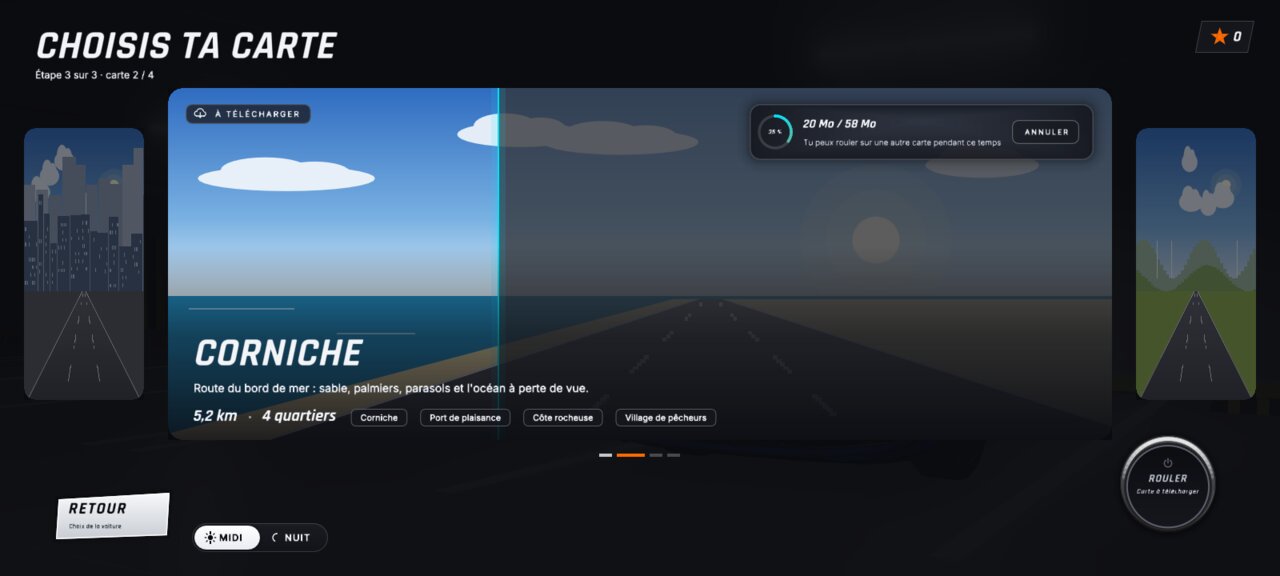 CHOISIS TA CARTE
Étape 3 sur 3 · carte 2 / 4
0
À TÉLÉCHARGER
35 %
20 Mo / 58 Mo
Tu peux rouler sur une autre carte pendant ce temps
ANNULER
CORNICHE
Route du bord de mer : sable, palmiers, parasols et l'océan à perte de vue.
5,2 km · 4 quartiers
Corniche
Port de plaisance
Côte rocheuse
Village de pêcheurs
ROULER
Carte à télécharger
RETOUR
Choix de la voiture
MIDI
NUIT